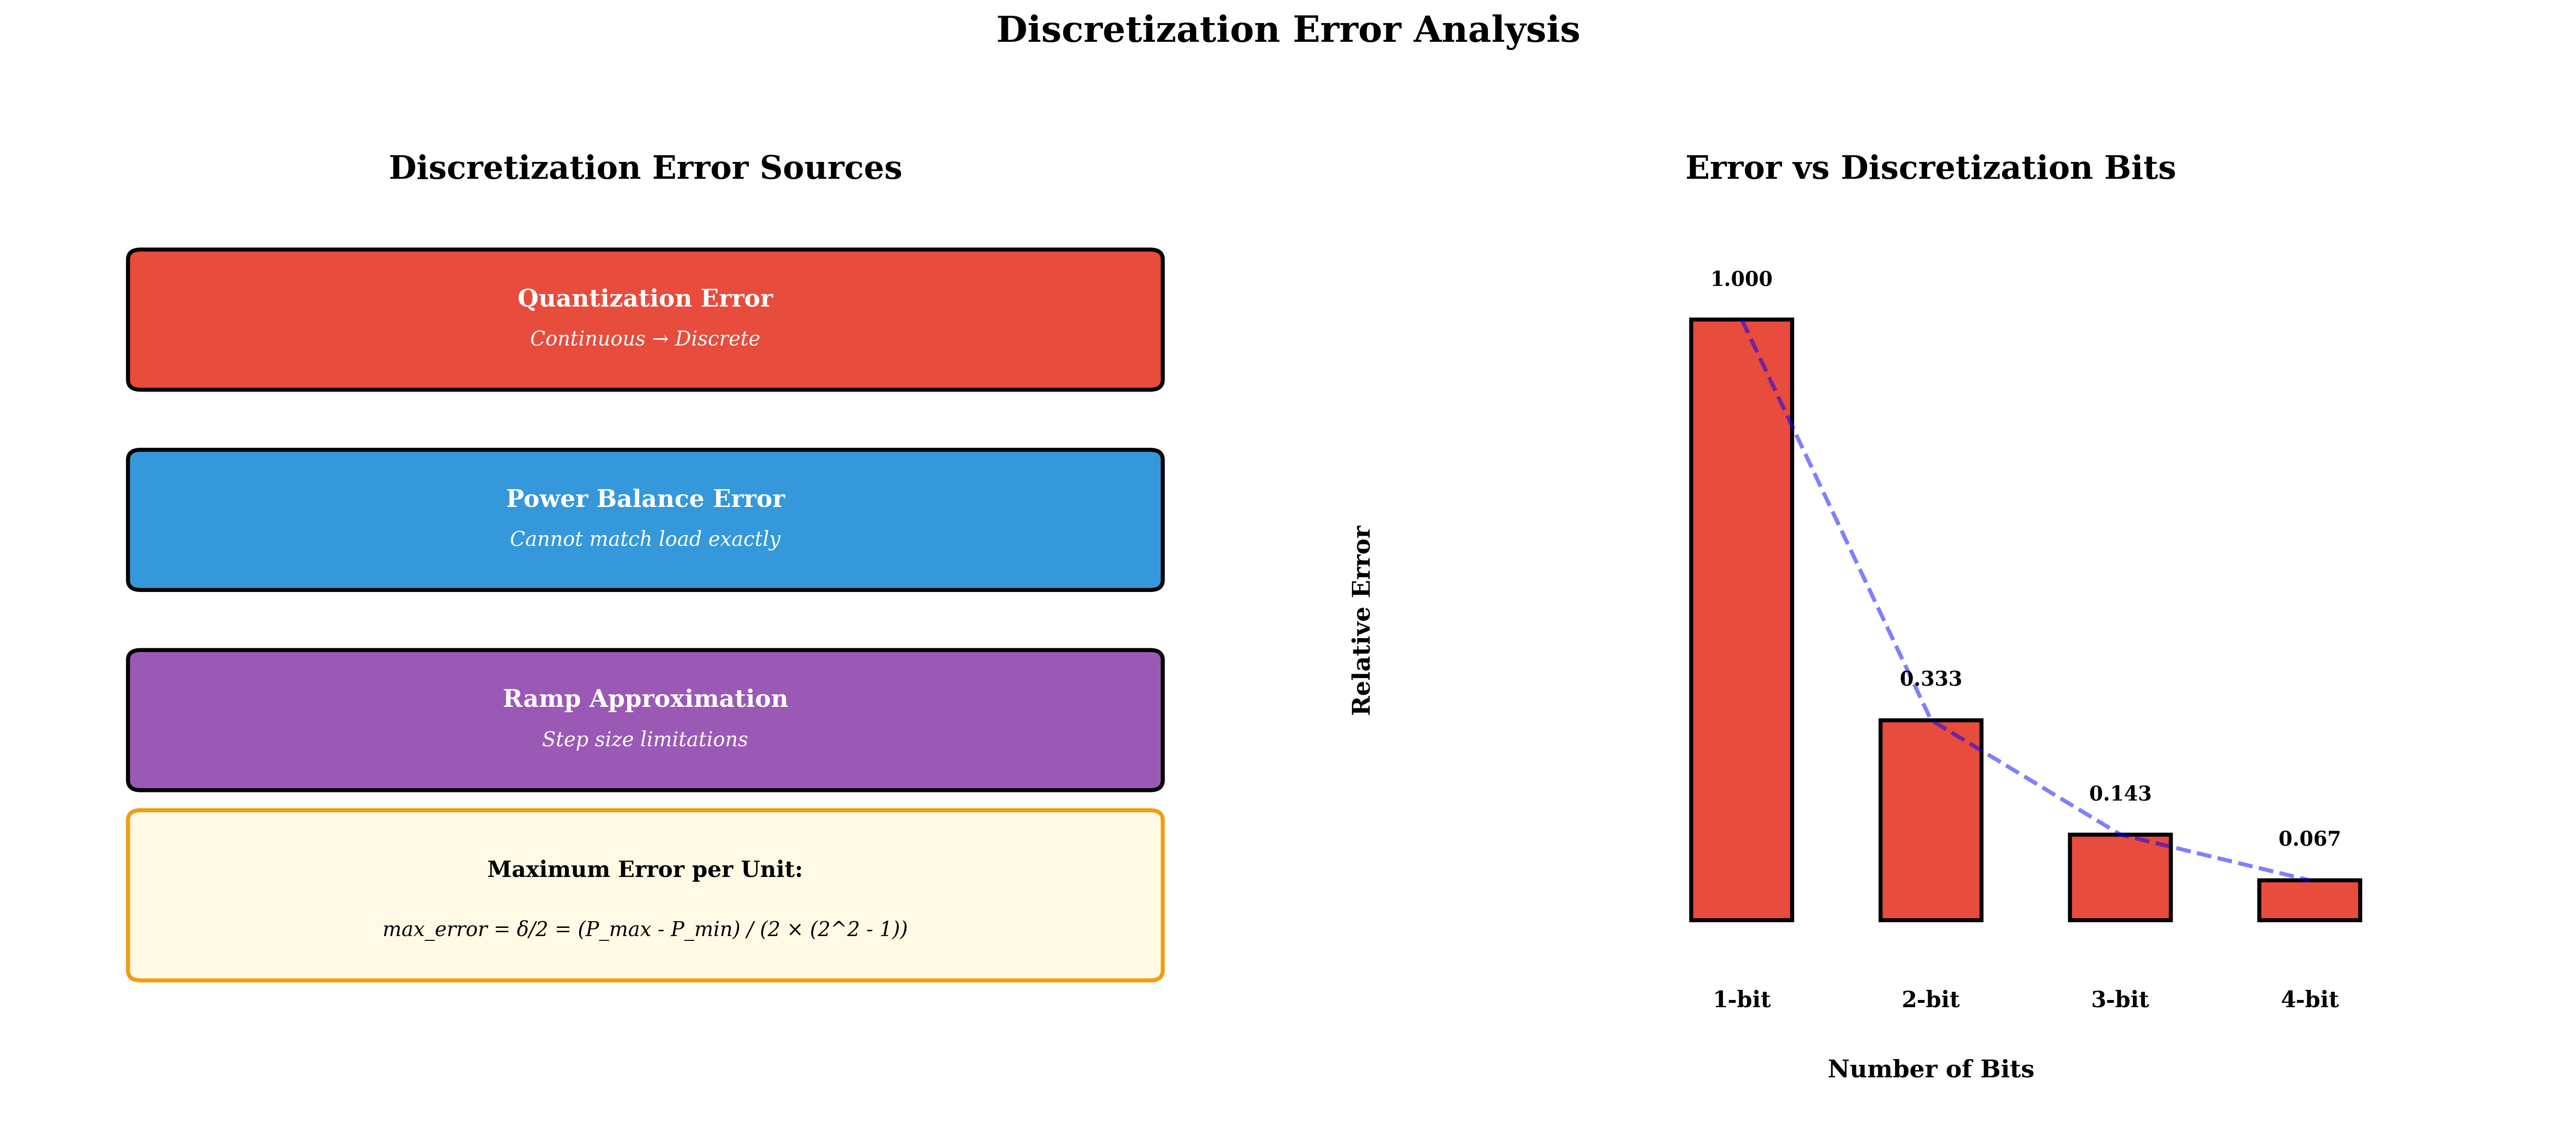 Discretization Error Analysis
Discretization Error Sources
Quantization Error
Continuous → Discrete
Power Balance Error
Cannot match load exactly
Ramp Approximation
Step size limitations
Maximum Error per Unit:
max_error = δ/2 = (P_max - P_min) / (2 × (2^2 - 1))
Error vs Discretization Bits
Relative Error
1.000
0.333
0.143
0.067
1-bit
2-bit
3-bit
4-bit
Number of Bits